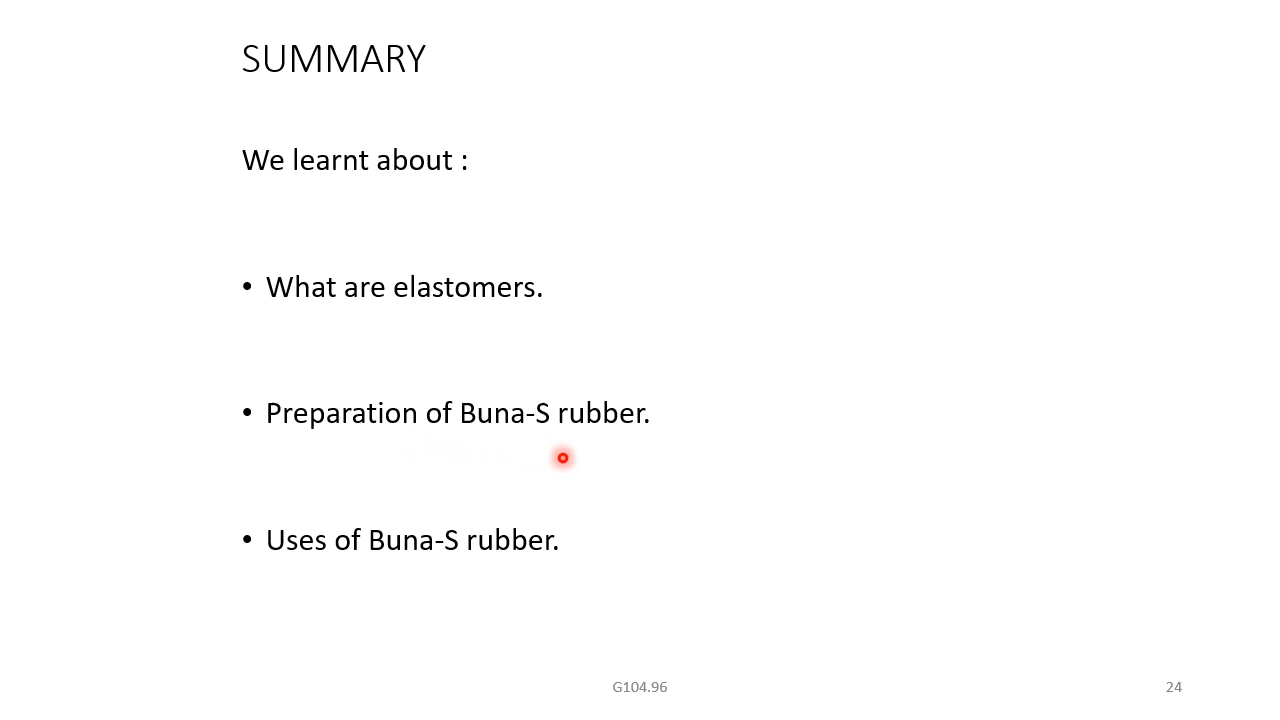 SUMMARY
We learnt about :
• What are elastomers.
• Preparation of Buna-S rubber.
• Uses of Buna-S rubber.
G104.96
24